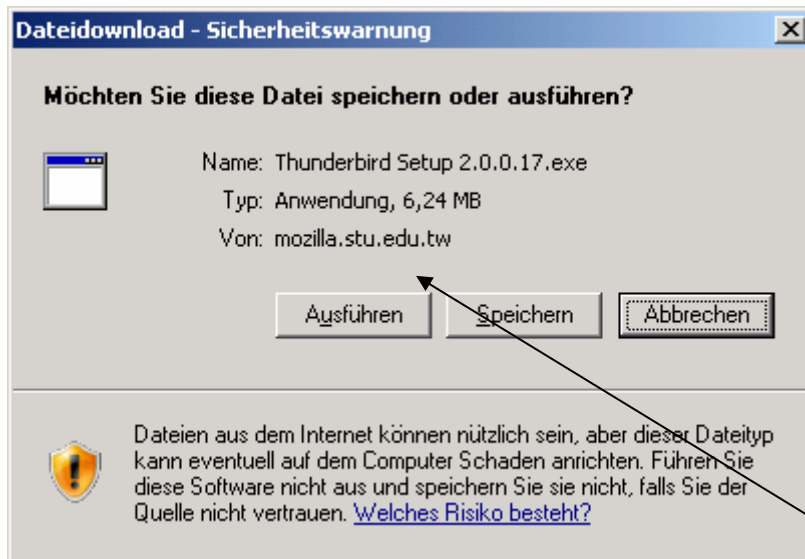 Dateidownload - Sicherheitswarnung
Möchten Sie diese Datei speichern oder ausführen?
Name: Thunderbird Setup 2.0.0.17.exe
Typ: Anwendung, 6,24 MB
Von: mozilla.stu.edu.tw
Ausführen Speichern Abbrechen
Dateien aus dem Internet können nützlich sein, aber dieser Dateityp
kann eventuell auf dem Computer Schaden anrichten. Führen Sie
diese Software nicht aus und speichern Sie sie nicht, falls Sie der
Quelle nicht vertrauen. Welches Risiko besteht?